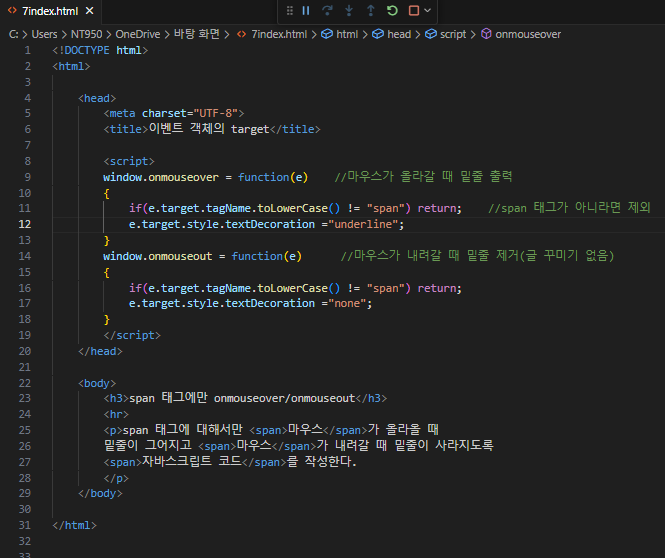 7index.html
C: > Users > NT950 > OneDrive > 바탕 화면 > 7index.html > html > head > script > onmouseover
1 <!DOCTYPE html>
2 <html>
3
4 <head>
5 <meta charset="UTF-8">
6 <title>이벤트 객체의 target</title>
7
8 <script>
9 window.onmouseover = function(e) //마우스가 올라갈 때 밑줄 출력
10 {
11 if(e.target.tagName.toLowerCase() != "span") return; //span 태그가 아니라면 제외
12 e.target.style.textDecoration ="underline";
13 }
14 window.onmouseout = function(e) //마우스가 내려갈 때 밑줄 제거(글 꾸미기 없음)
15 {
16 if(e.target.tagName.toLowerCase() != "span") return;
17 e.target.style.textDecoration ="none";
18 }
19 </script>
20 </head>
21
22 <body>
23 <h3>span 태그에만 onmouseover/onmouseout</h3>
24 <hr>
25 <p>span 태그에 대해서만 <span>마우스</span>가 올라올 때
26 밑줄이 그어지고 <span>마우스</span>가 내려갈 때 밑줄이 사라지도록
27 <span>자바스크립트 코드</span>를 작성한다.
28 </p>
29 </body>
30
31 </html>
32
33